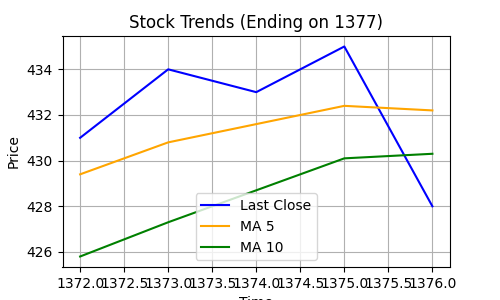 Stock Trends (Ending on 1377)
Price
434
432
430
428
426
Last Close
MA 5
MA 10
1372.0 1372.5 1373.0 1373.5 1374.0 1374.5 1375.0 1375.5 1376.0
Time